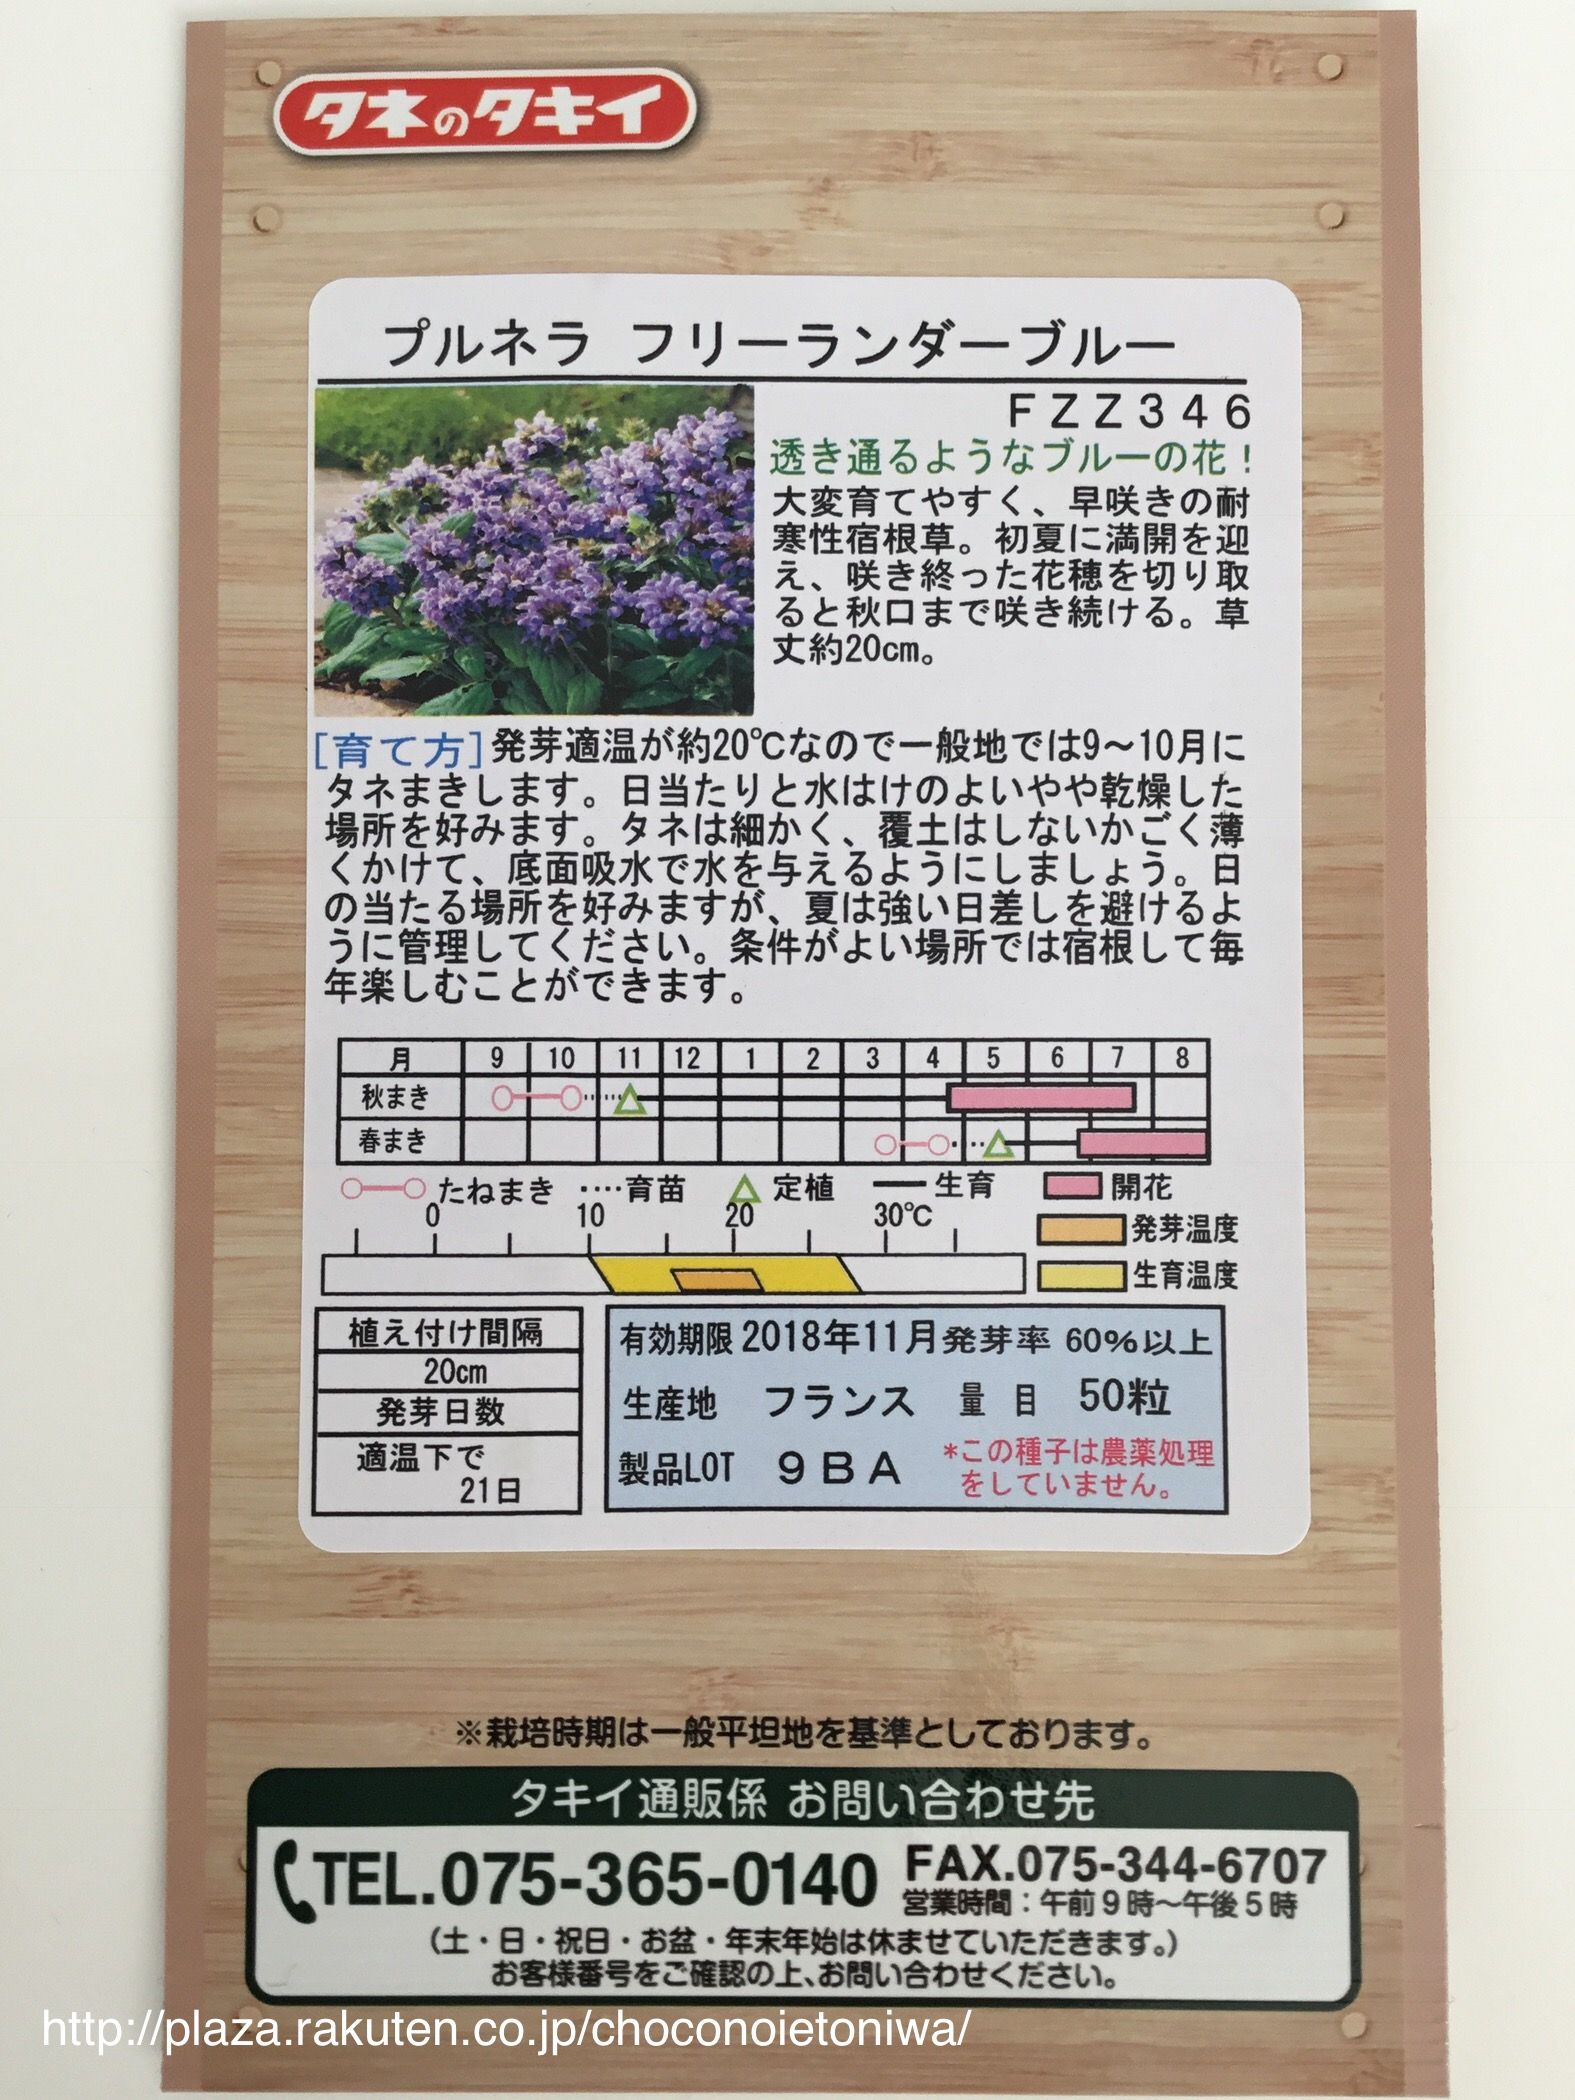 タネのタキイ
プルネラ フリーランダーブルー
FZZ346
透き通るようなブルーの花！
大変育てやすく、早咲きの耐
寒性宿根草。初夏に満開を迎
え、咲き終った花穂を切り取
ると秋口まで咲き続ける。草
丈約20cm。
[育て方]発芽適温が約20℃なので一般地では9～10月に
タネまきします。日当たりと水はけのよいやや乾燥した
場所を好みます。タネは細かく、覆土はしないかごく薄
くかけて、底面吸水で水を与えるようにしましょう。日
の当たる場所を好みますが、夏は強い日差しを避けるよ
うに管理してください。条件がよい場所では宿根して毎
年楽しむことができます。
月 9 10 11 12 1 2 3 4 5 6 7 8
秋まき
春まき
たねまき 育苗 定植 生育 開花
0 10 20 30℃
発芽温度
生育温度
植え付け間隔
20cm
発芽日数
適温下で
21日
有効期限 2018年11月 発芽率 60%以上
生産地 フランス 量目 50粒
製品LOT 9BA
*この種子は農薬処理
をしていません。
※栽培時期は一般平坦地を基準としております。
タキイ通販係 お問い合わせ先
TEL.075-365-0140
FAX.075-344-6707
営業時間：午前9時～午後5時
（土・日・祝日・お盆・年末年始は休ませていただきます。）
お客様番号をご確認の上、お問い合わせください。
http://plaza.rakuten.co.jp/choconoietoniwa/